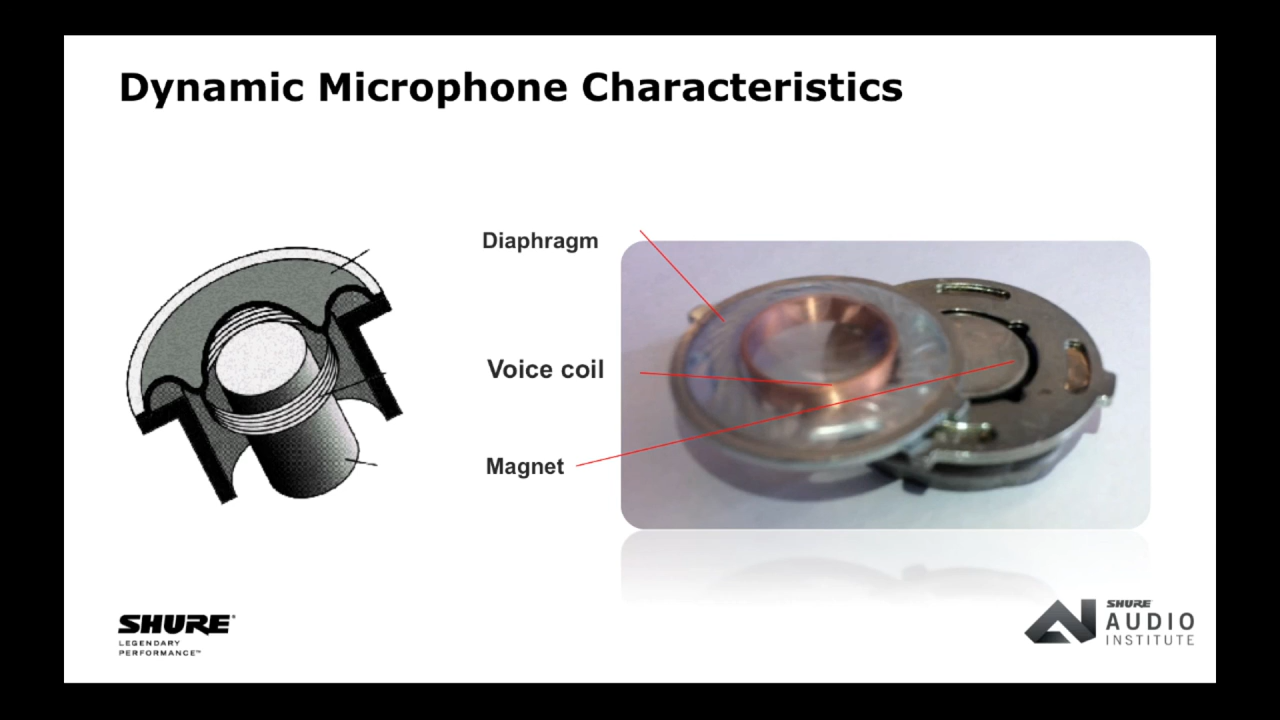 Dynamic Microphone Characteristics
Diaphragm
Voice coil
Magnet
SHURE®
LEGENDARY
PERFORMANCE™
SHURE
AUDIO
INSTITUTE